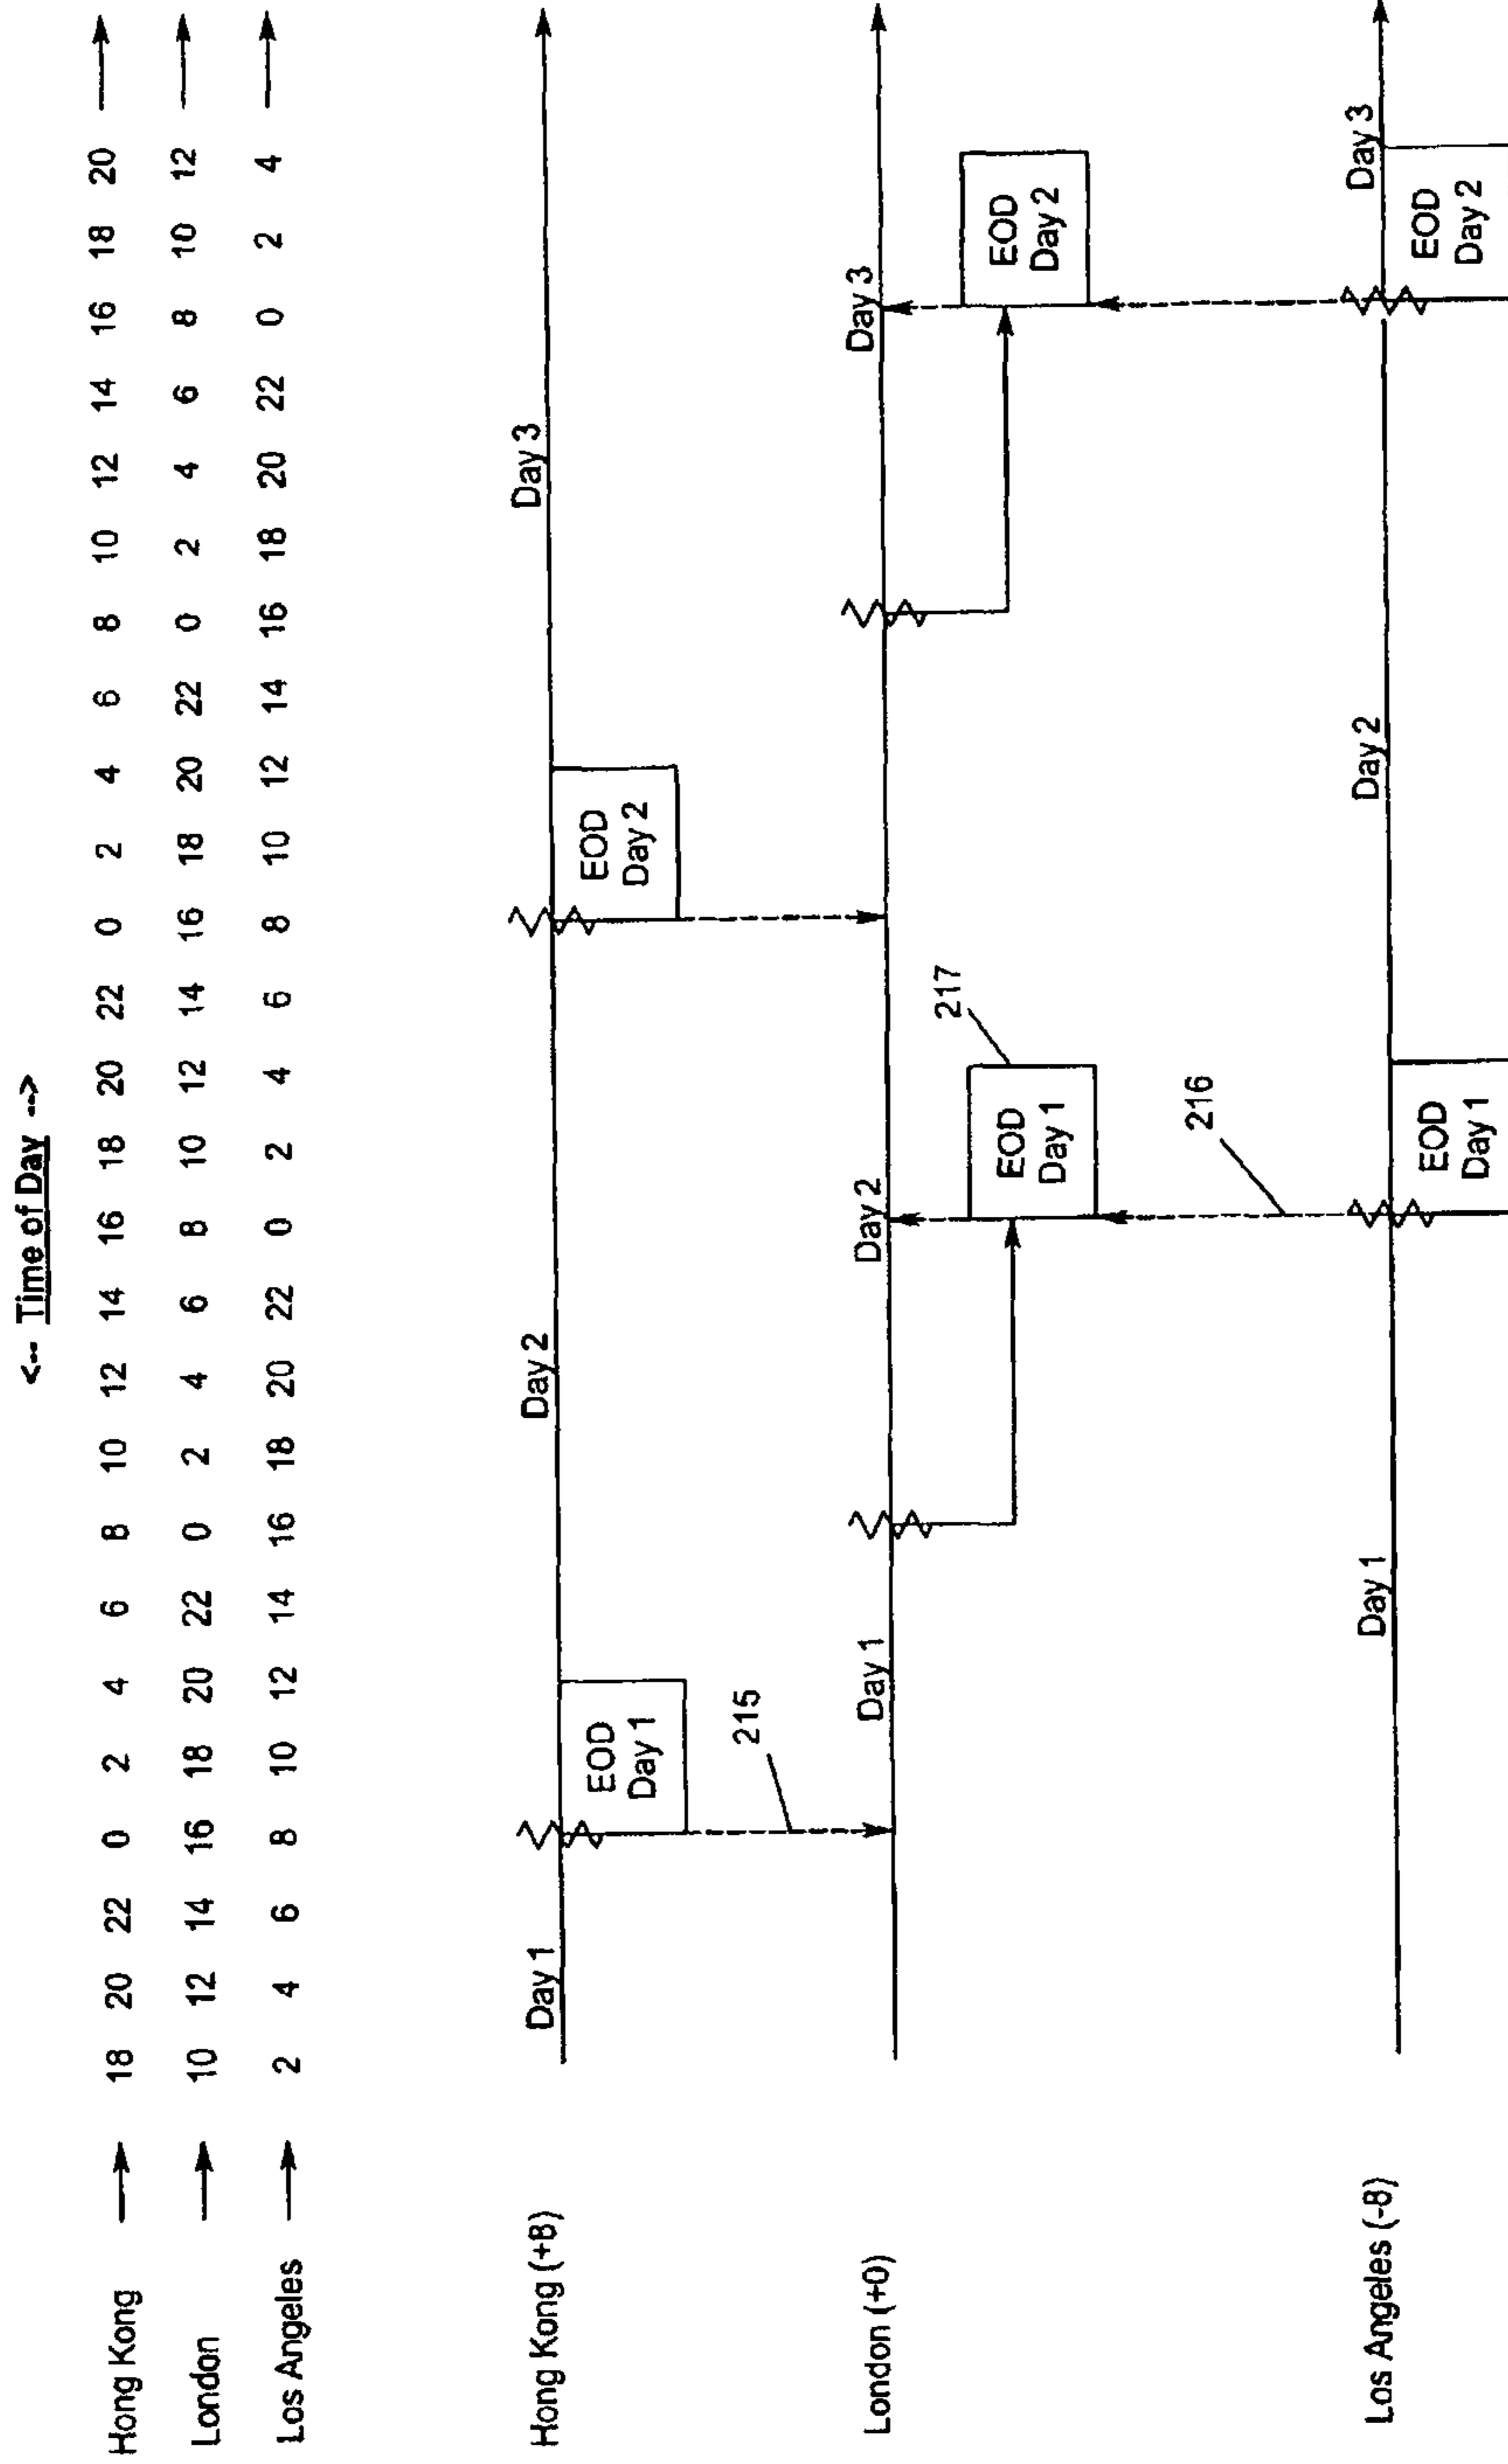 <-- Time of Day -->
Hong Kong 18 20 22 0 2 4 6 8 10 12 14 16 18 20 22 0 2 4 6 8 10 12 14 16 18 20
London 10 12 14 16 18 20 22 0 2 4 6 8 10 12 14 16 18 20 22 0 2 4 6 8 10 12
Los Angeles 2 4 6 8 10 12 14 16 18 20 22 0 2 4 6 8 10 12 14 16 18 20 22 0 2 4
Hong Kong (+8)
Day 1
Day 2
Day 3
EOD
Day 1
EOD
Day 2
215
London (+0)
Day 1
Day 2
Day 3
217
EOD
Day 1
EOD
Day 2
216
Los Angeles (-8)
Day 1
Day 2
Day 3
EOD
Day 1
EOD
Day 2